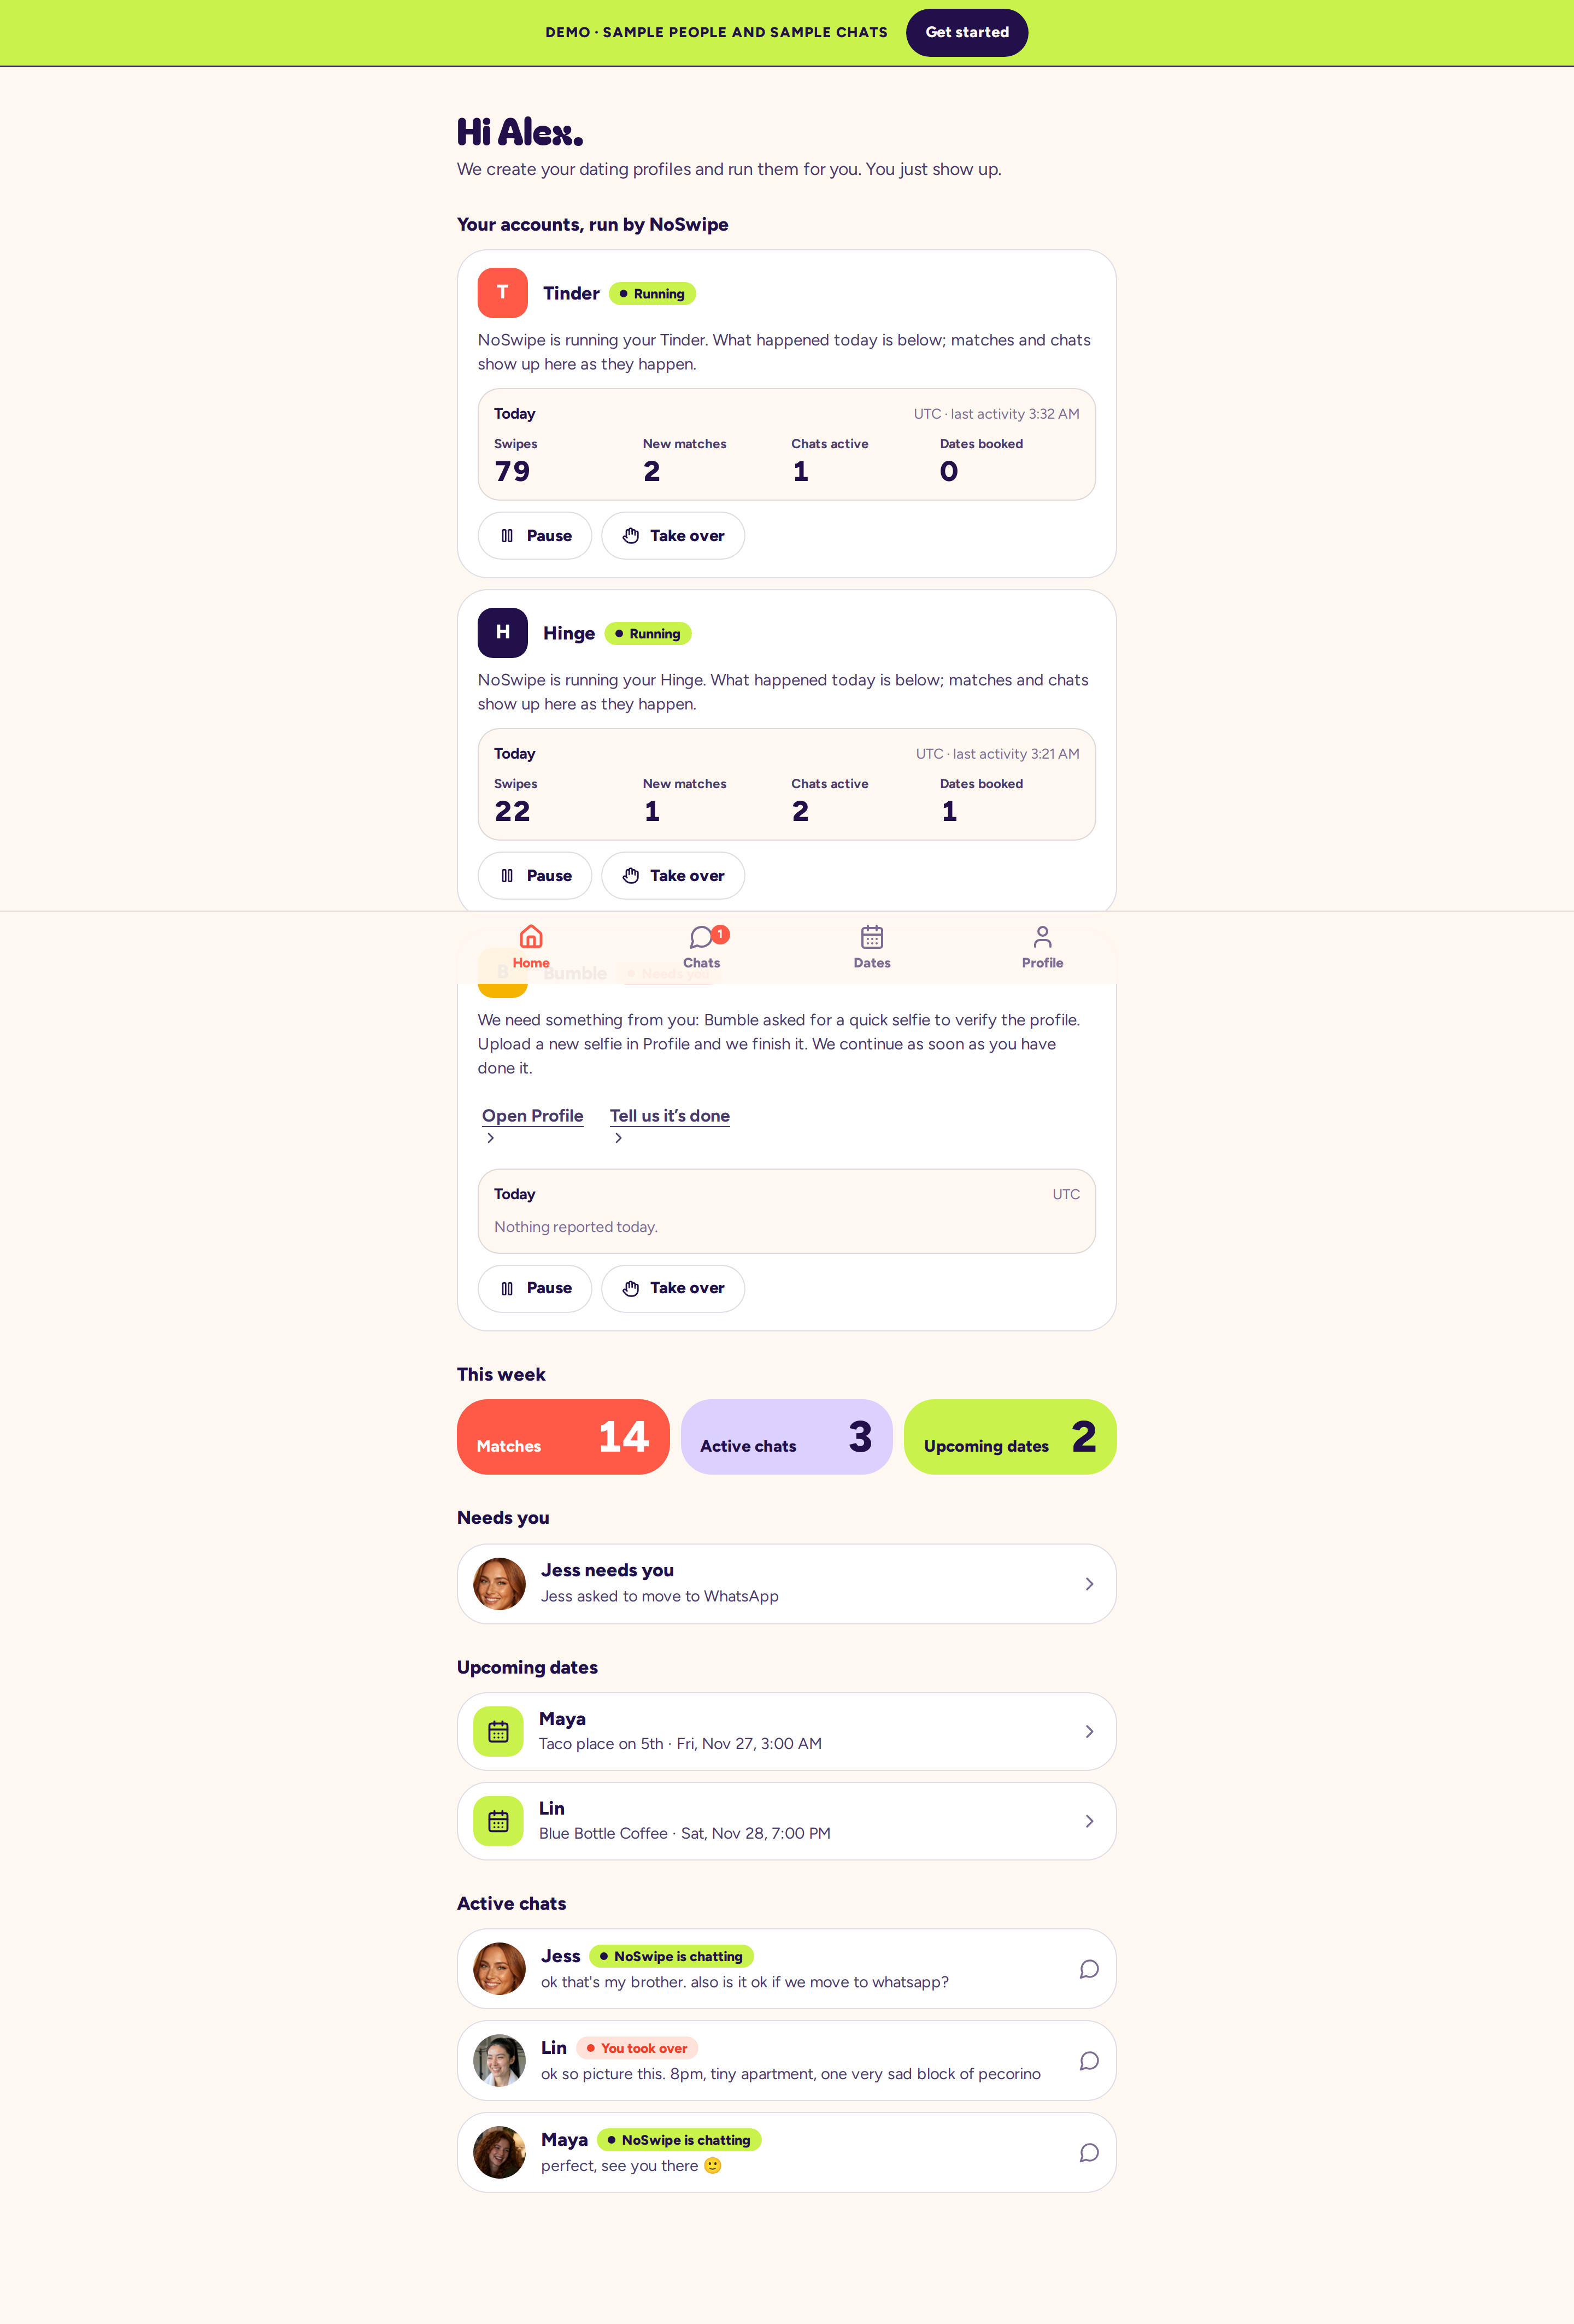 DEMO · SAMPLE PEOPLE AND SAMPLE CHATS
Get started
Hi Alex.
We create your dating profiles and run them for you. You just show up.
Your accounts, run by NoSwipe
T
Tinder
Running
NoSwipe is running your Tinder. What happened today is below; matches and chats
show up here as they happen.
Today
UTC · last activity 3:32 AM
Swipes
New matches
Chats active
Dates booked
79
2
1
0
Pause
Take over
H
Hinge
Running
NoSwipe is running your Hinge. What happened today is below; matches and chats
show up here as they happen.
Today
UTC · last activity 3:21 AM
Swipes
New matches
Chats active
Dates booked
22
1
2
1
Pause
Take over
1
Home
Chats
Dates
Profile
B
Bumble
Needs you
We need something from you: Bumble asked for a quick selfie to verify the profile.
Upload a new selfie in Profile and we finish it. We continue as soon as you have
done it.
Open Profile
Tell us it’s done
Today
UTC
Nothing reported today.
Pause
Take over
This week
Matches
14
Active chats
3
Upcoming dates
2
Needs you
Jess needs you
Jess asked to move to WhatsApp
Upcoming dates
Maya
Taco place on 5th · Fri, Nov 27, 3:00 AM
Lin
Blue Bottle Coffee · Sat, Nov 28, 7:00 PM
Active chats
Jess
NoSwipe is chatting
ok that's my brother. also is it ok if we move to whatsapp?
Lin
You took over
ok so picture this. 8pm, tiny apartment, one very sad block of pecorino
Maya
NoSwipe is chatting
perfect, see you there 🙂